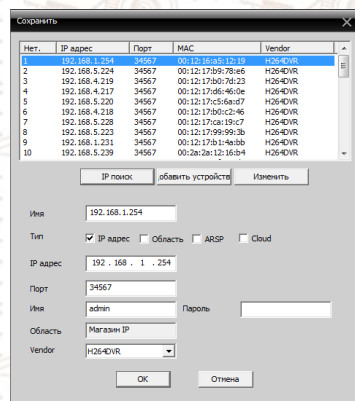 Сохранить
Нет. IP адрес Порт MAC Vendor
1 192.168.1.254 34567 00:12:16:a5:12:19 H264DVR
2 192.168.5.224 34567 00:12:17:b9:78:e6 H264DVR
3 192.168.4.219 34567 00:12:17:b0:7d:23 H264DVR
4 192.168.4.217 34567 00:12:17:d6:46:0e H264DVR
5 192.168.5.220 34567 00:12:17:c5:6a:d7 H264DVR
6 192.168.4.218 34567 00:12:17:b0:c2:46 H264DVR
7 192.168.5.228 34567 00:12:17:ca:19:c7 H264DVR
8 192.168.5.223 34567 00:12:17:99:99:3b H264DVR
9 192.168.1.231 34567 00:12:17:b1:4a:bb H264DVR
10 192.168.5.239 34567 00:2a:2a:12:16:b4 H264DVR
IP поиск обавить устройств Изменить
Имя 192.168.1.254
Тип IP адрес Область ARSP Cloud
IP адрес 192 . 168 . 1 . 254
Порт 34567
Имя admin Пароль
Область Магазин IP
Vendor H264DVR
OK Отмена